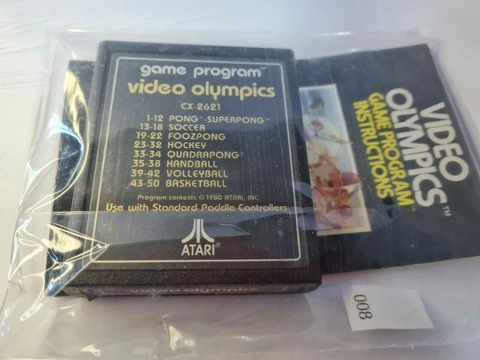 game program™
video olympics
CX-2621
1-12 PONG™-SUPERPONG™
13-18 SOCCER
19-22 FOOZPONG
23-32 HOCKEY
33-34 QUADRAPONG™
35-38 HANDBALL
39-42 VOLLEYBALL
43-50 BASKETBALL
Program contents © 1980 ATARI, INC.
Use with Standard Paddle Controllers
ATARI®
olympics
VIDEO
OLYMPICS™
GAME PROGRAM™
INSTRUCTIONS
008